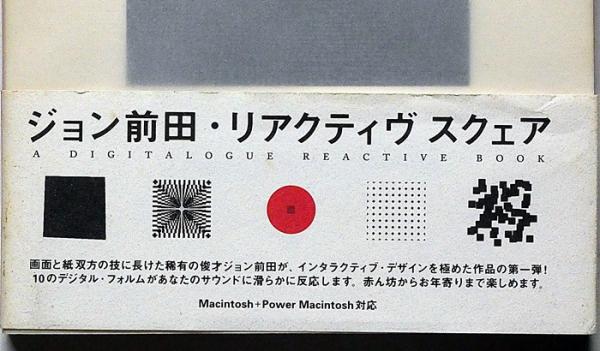 ジョン前田・リアクティヴ スクェア
A DIGITALOGUE REACTIVE BOOK
画面と紙双方の技に長けた稀有の俊才ジョン前田が、インタラクティブ・デザインを極めた作品の第一弾!
10のデジタル・フォルムがあなたのサウンドに滑らかに反応します。赤ん坊からお年寄りまで楽しめます。
Macintosh+Power Macintosh対応